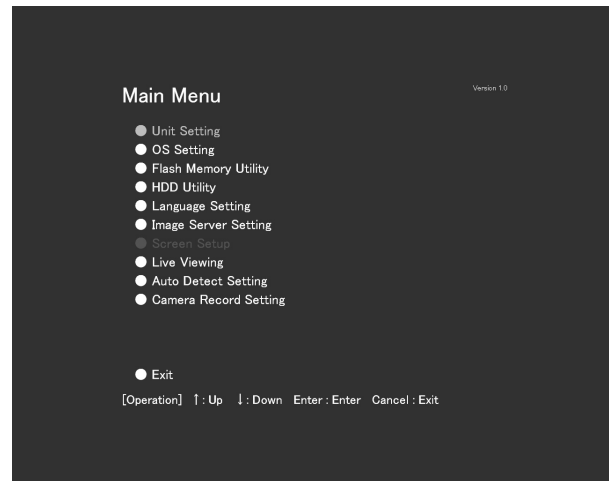 Main Menu
Version 1.0
Unit Setting
OS Setting
Flash Memory Utility
HDD Utility
Language Setting
Image Server Setting
Screen Setup
Live Viewing
Auto Detect Setting
Camera Record Setting
Exit
[Operation] ↑: Up ↓: Down Enter : Enter Cancel : Exit